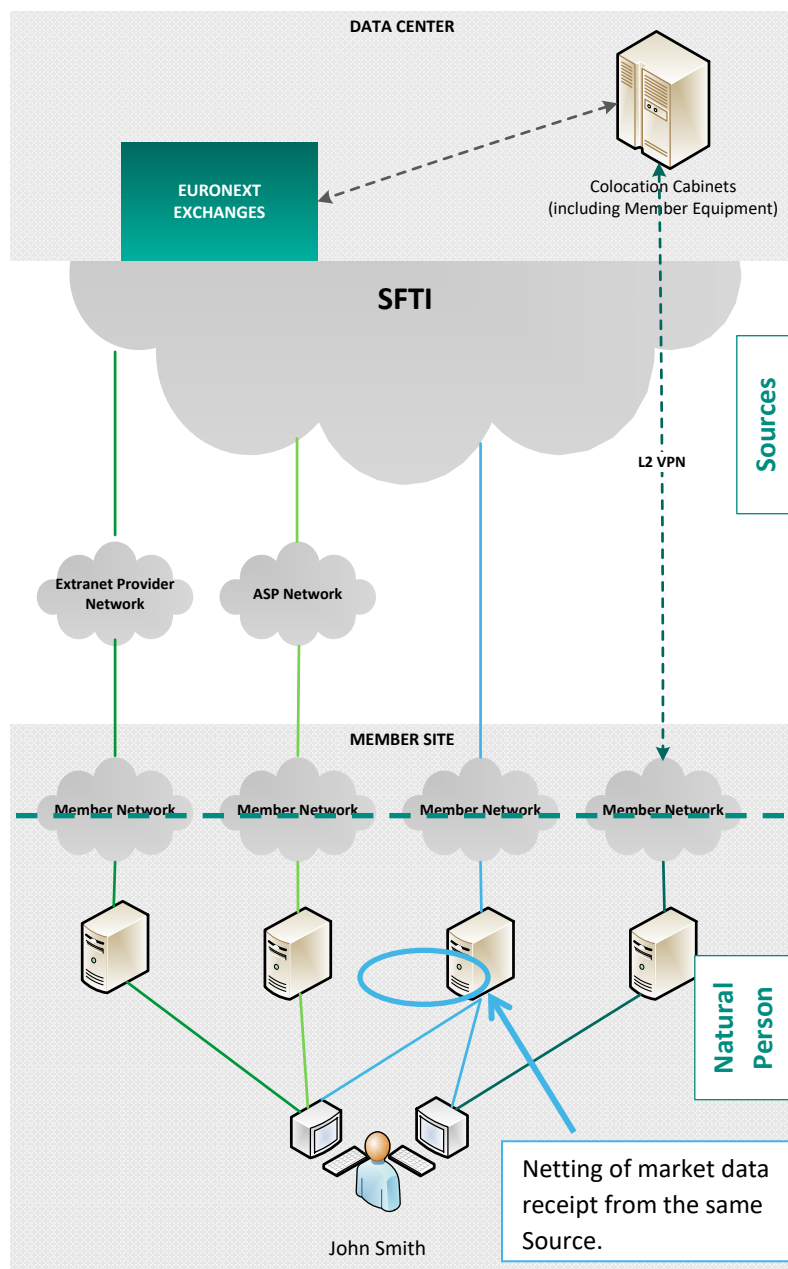 DATA CENTER
EURONEXT
EXCHANGES
Colocation Cabinets
(including Member Equipment)
SFTI
Sources
L2 VPN
Extranet Provider
Network
ASP Network
MEMBER SITE
Member Network
Member Network
Member Network
Member Network
Natural
Person
Netting of market data
receipt from the same
Source.
John Smith